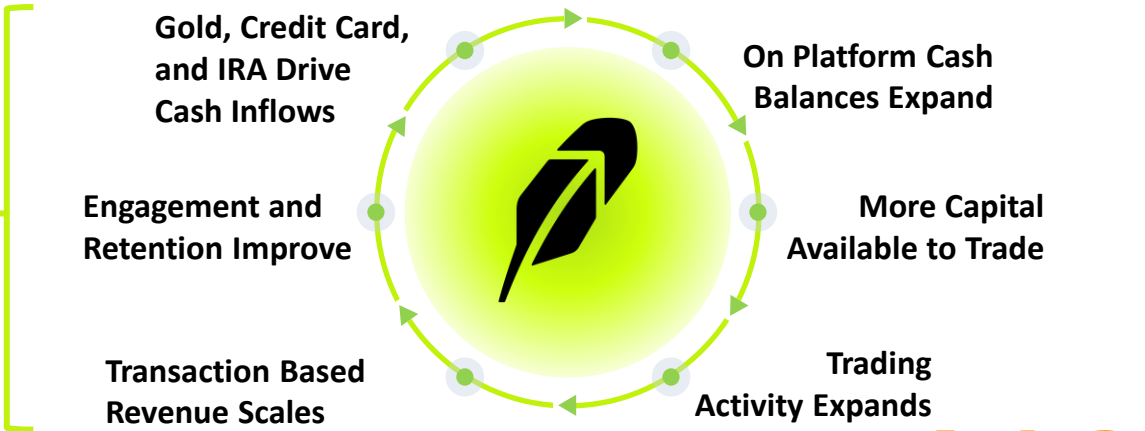 Gold, Credit Card,
and IRA Drive
Cash Inflows
On Platform Cash
Balances Expand
More Capital
Available to Trade
Trading
Activity Expands
Transaction Based
Revenue Scales
Engagement and
Retention Improve